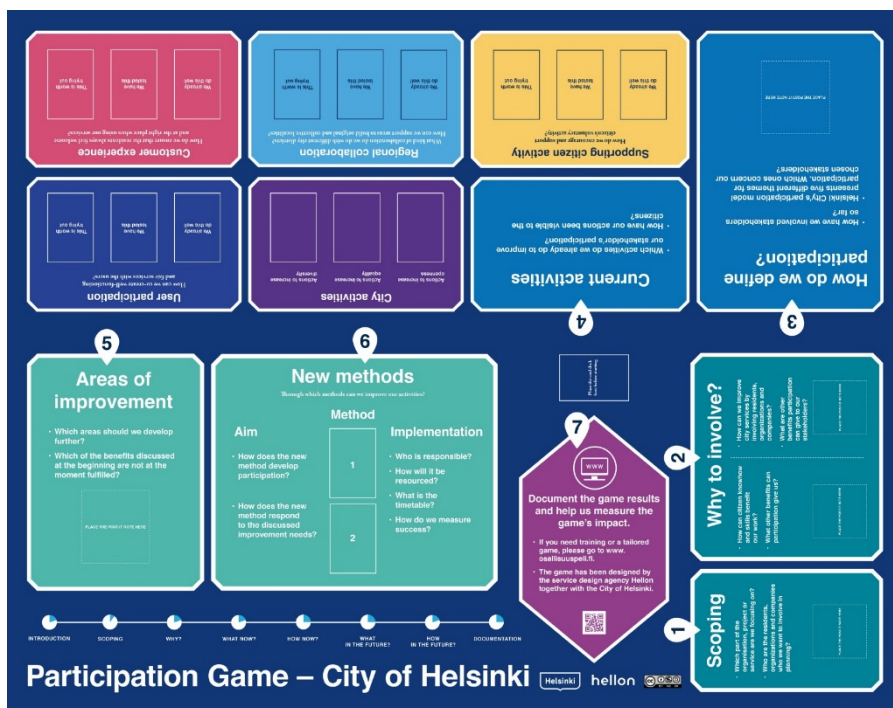 Customer experience
How do we ensure that the residents always feel welcome
and at the right place when using our services?
We already
do this well
We have
tested this
This is worth
trying out
Regional collaboration
What kind of collaboration do we do with different city districts?
How can we support areas to build original and collective localities?
We already
do this well
We have
tested this
This is worth
trying out
Supporting citizen activity
How do we encourage and support
citizen's voluntary activity?
We already
do this well
We have
tested this
This is worth
trying out
User participation
How can we co-create well-functioning
and fair services with the users?
We already
do this well
We have
tested this
This is worth
trying out
City activities
Actions to increase
openness
Actions to increase
equality
Actions to increase
diversity
1
Scoping
• Which part of the
organisation, project or
service are we focusing on?
• Who are the residents,
organizations and companies
who we want to involve in
planning?
2
Why to involve?
• How can citizen knowhow
and skills benefit
our work?
• What other benefits can
participation give us?
• How can we improve
city services by
involving residents,
organizations and
companies?
• What are other
benefits participation
can give to our
stakeholders?
3
How do we define
participation?
• How have we involved stakeholders
so far?
• Helsinki City's participation model
presents five different themes for
participation. Which ones concern our
chosen stakeholders?
PLACE THE POST IT NOTE HERE
4
Current activities
• Which activities do we already do to improve
our stakeholder's participation?
• How have our actions been visible to the
citizens?
5
Areas of
improvement
• Which areas should we develop
further?
• Which of the benefits discussed
at the beginning are not at the
moment fulfilled?
PLACE THE POST IT NOTE HERE
6
New methods
Through which methods can we improve our activities?
Aim
• How does the new
method develop
participation?
• How does the new
method respond
to the discussed
improvement needs?
Method
1
2
Implementation
• Who is responsible?
• How will it be
resourced?
• What is the
timetable?
• How do we measure
success?
7
WWW
Document the game results
and help us measure the
game's impact.
• If you need training or a tailored
game, please go to www.
osallisuuspeli.fi.
• The game has been designed by
the service design agency Hellon
together with the City of Helsinki.
INTRODUCTION
SCOPING
WHY?
WHAT NOW?
HOW NOW?
WHAT
IN THE FUTURE?
HOW
IN THE FUTURE?
DOCUMENTATION
Participation Game – City of Helsinki
Helsinki
hellon